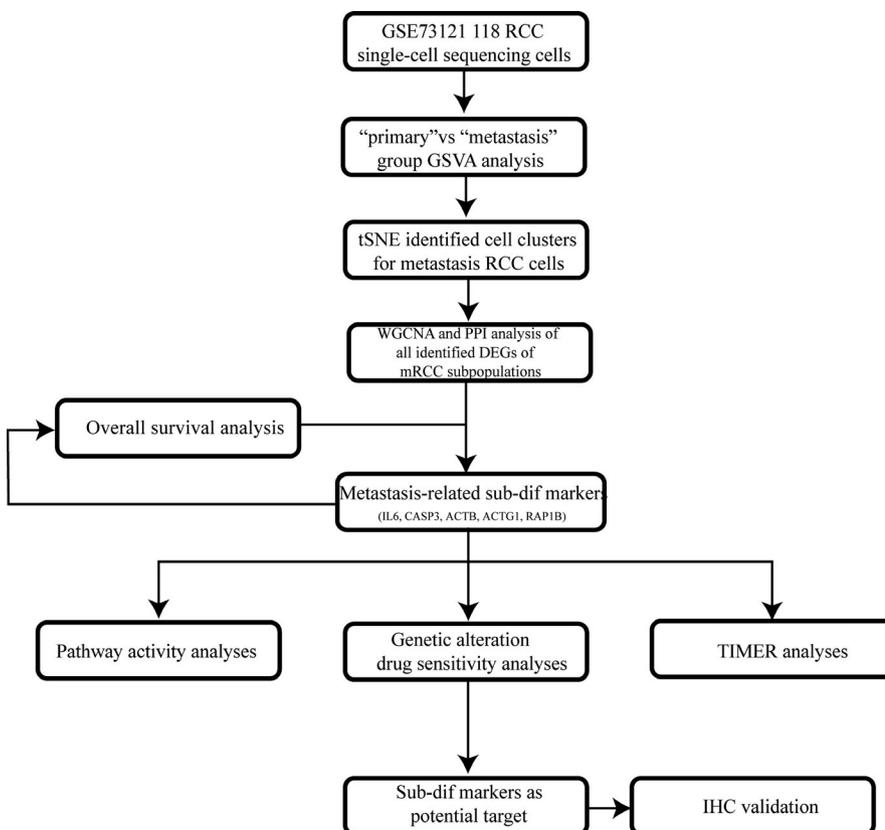 GSE73121 118 RCC
single-cell sequencing cells
“primary”vs “metastasis”
group GSVA analysis
tSNE identified cell clusters
for metastasis RCC cells
WGCNA and PPI analysis of
all identified DEGs of
mRCC subpopulations
Overall survival analysis
Metastasis-related sub-dif markers
(IL6, CASP3, ACTB, ACTG1, RAP1B)
Pathway activity analyses
Genetic alteration
drug sensitivity analyses
TIMER analyses
Sub-dif markers as
potential target
IHC validation